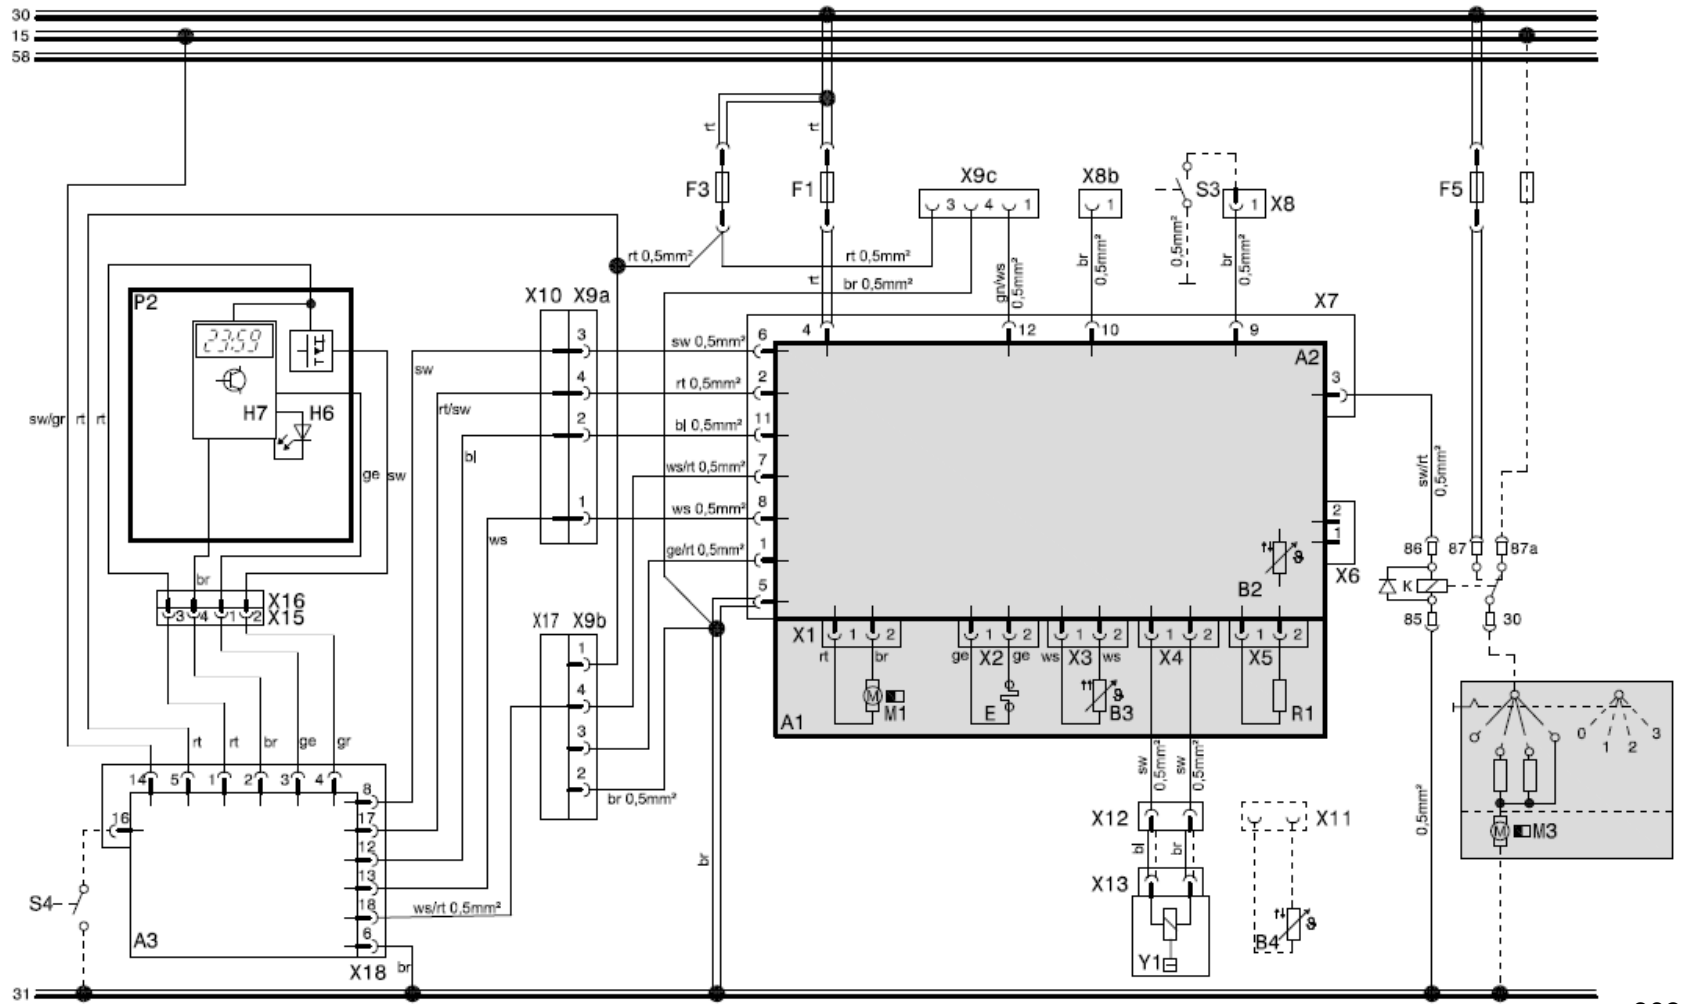 30
15
58
rt
rt
F3
F1
X9c
3 4 1
X8b
1
S3
1
X8
F5
0,5mm²
rt 0,5mm²
rt 0,5mm²
br 0,5mm²
rt
gn/ws
0,5mm²
br
0,5mm²
br
0,5mm²
P2
23:59
H7
H6
sw/gr
rt
rt
ge
sw
X10 X9a
3
4
2
1
sw
rt/sw
bl
ws
sw 0,5mm²
rt 0,5mm²
bl 0,5mm²
ws/rt 0,5mm²
ws 0,5mm²
ge/rt 0,5mm²
6
2
11
7
8
1
5
4
12
10
9
X7
A2
3
2
1
X6
B2
sw/rt
0,5mm²
86
87
87a
K
85
30
br
X16
X15
3 4 1 2
X17 X9b
1
4
3
2
br 0,5mm²
X1
1 2
rt
br
M
M1
A1
1 2
X2
ge
ge
E
1 2
X3
ws
ws
B3
1 2
X4
1 2
X5
R1
rt
rt
br
ge
gr
14 5 1 2 3 4
16
8
17
12
13
18
6
ws/rt 0,5mm²
S4
A3
X18
br
br
sw
0,5mm²
sw
0,5mm²
X12
bl
br
X13
Y1
X11
B4
0,5mm²
0
1
2
3
M
M3
31